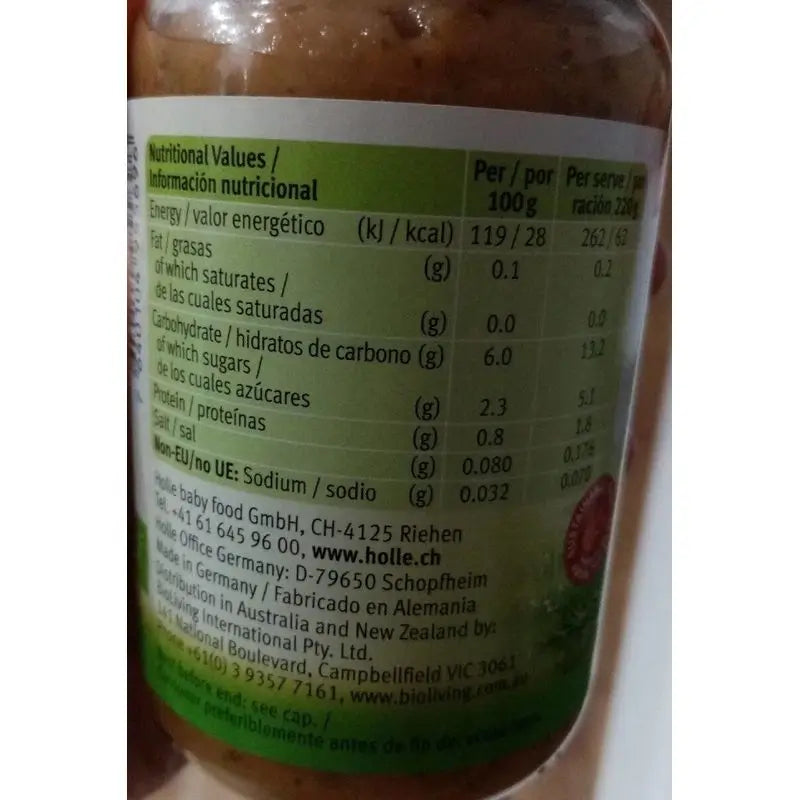 Nutritional Values /
Información nutricional
Per / por
100g
Per serve /
ración 220g
Energy / valor energético (kJ / kcal) 119 / 28 262 / 62
Fat / grasas (g) 0.1 0.2
of which saturates /
de las cuales saturadas (g) 0.0 0.0
Carbohydrate / hidratos de carbono (g) 6.0 13.2
of which sugars /
de los cuales azúcares (g) 2.3 5.1
Protein / proteínas (g) 0.8 1.8
Salt / sal (g) 0.080 0.176
Non-EU/no UE: Sodium / sodio (g) 0.032 0.070
Holle baby food GmbH, CH-4125 Riehen
Tel. +41 61 645 96 00, www.holle.ch
Holle Office Germany: D-79650 Schopfheim
Made in Germany / Fabricado en Alemania
Distribution in Australia and New Zealand by:
BioLiving International Pty. Ltd.
141 National Boulevard, Campbellfield VIC 3061
Phone +61(0) 3 9357 7161, www.bioliving.com.au
Best before end: see cap. /
Consumir preferiblemente antes de fin de: